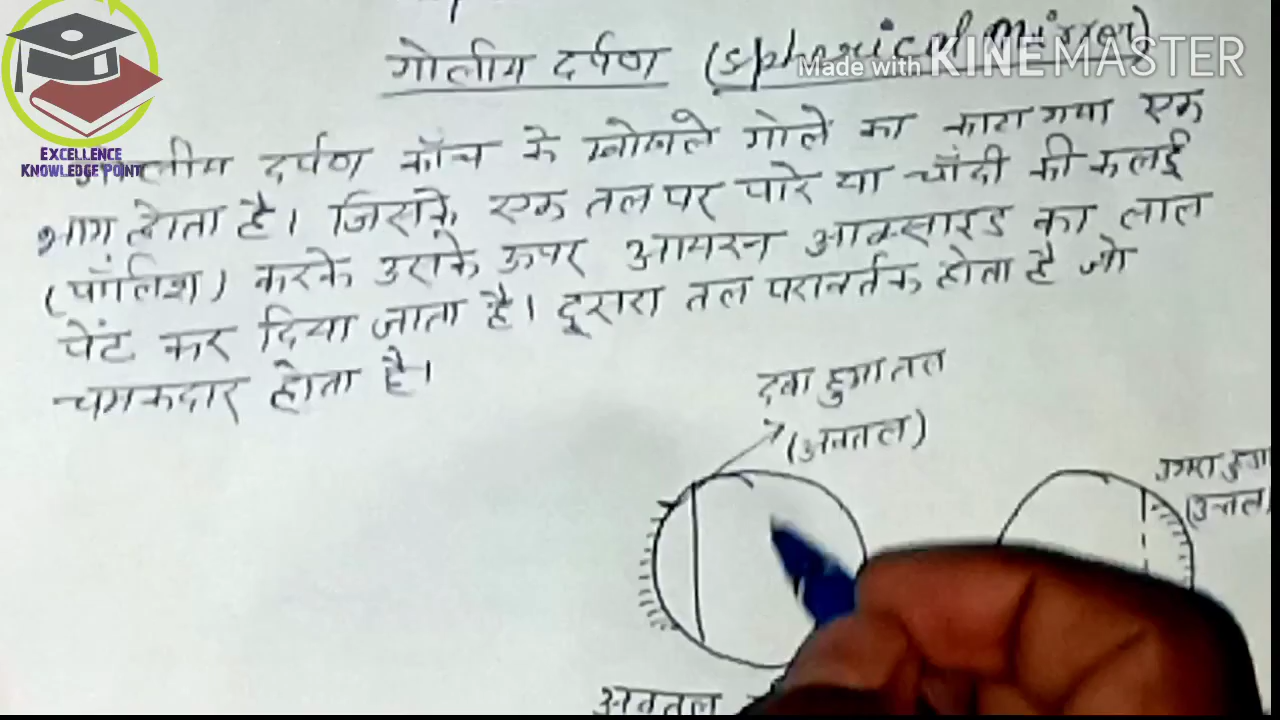 गोलीय दर्पण (Spherical Mirror)
Made with KINEMASTER
EXCELLENCE
KNOWLEDGE POINT
गोलीय दर्पण काँच के खोखले गोले का काटा गया एक
भाग होता है। जिसके एक तल पर पारे या चाँदी की कलई
(पॉलिश) करके उसके ऊपर आयरन आक्साइड का लाल
पेंट कर दिया जाता है। दूसरा तल परावर्तक होता है जो
चमकदार होता है।
दबा हुआ तल
(अवतल)
उभरा हुआ
(उत्तल)
अवतल